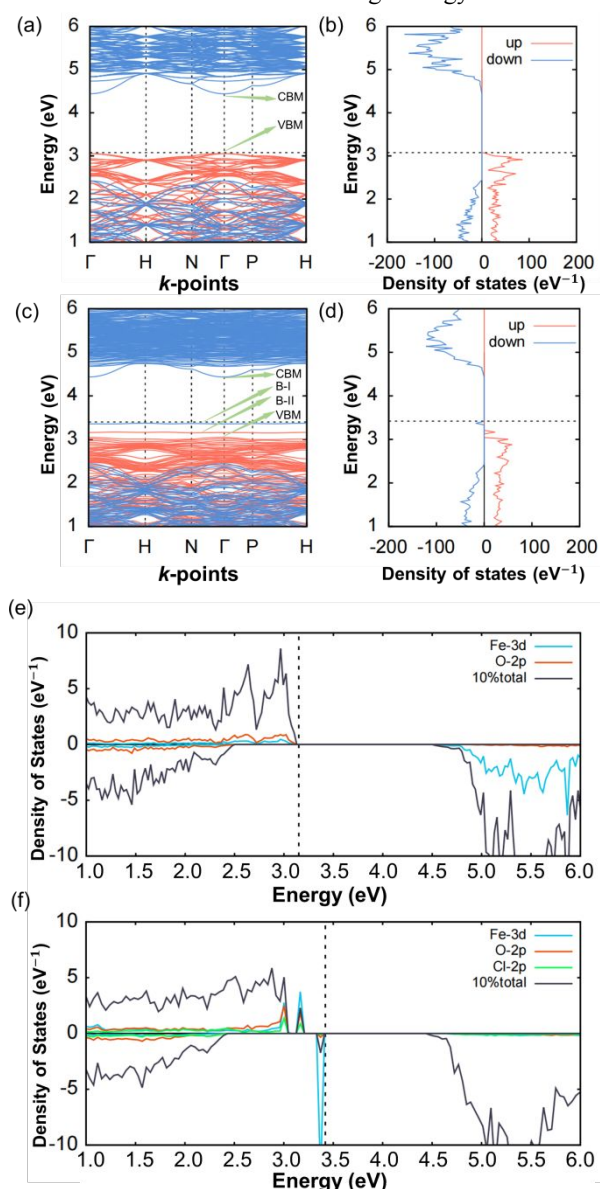 (a)
6
5
4
3
2
1
Energy (eV)
CBM
VBM
Γ H N Γ P H
k-points
(b)
up
down
6
5
4
3
2
1
Energy (eV)
-200 -100 0 100 200
Density of states (eV⁻¹)
(c)
6
5
4
3
2
1
Energy (eV)
CBM
B-I
B-II
VBM
Γ H N Γ P H
k-points
(d)
up
down
6
5
4
3
2
1
Energy (eV)
-200 -100 0 100 200
Density of states (eV⁻¹)
(e)
10
5
0
-5
-10
Density of States (eV⁻¹)
Fe-3d
O-2p
10%total
1.0 1.5 2.0 2.5 3.0 3.5 4.0 4.5 5.0 5.5 6.0
Energy (eV)
(f)
10
5
0
-5
-10
Density of States (eV⁻¹)
Fe-3d
O-2p
Cl-2p
10%total
1.0 1.5 2.0 2.5 3.0 3.5 4.0 4.5 5.0 5.5 6.0
Energy (eV)